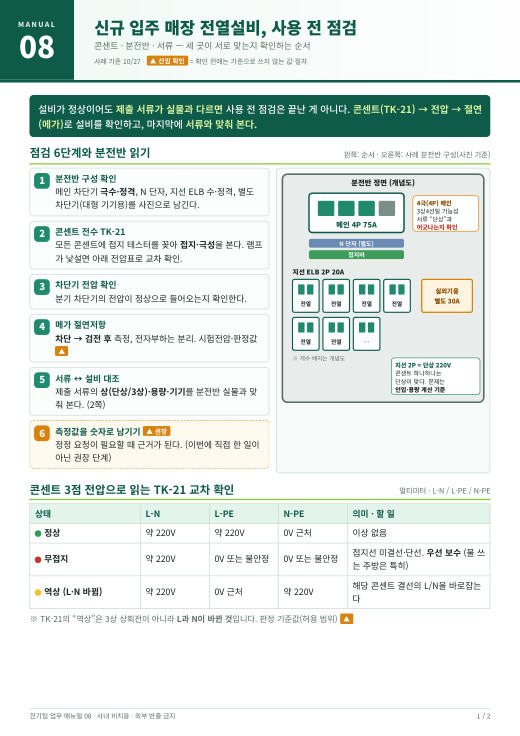 MANUAL
08
신규 입주 매장 전열설비, 사용 전 점검
콘센트 · 분전반 · 서류 — 세 곳이 서로 맞는지 확인하는 순서
사례 기준 10/27 · ▲ 선임 확인 = 확인 전에는 기준으로 쓰지 않는 값·절차
설비가 정상이어도 제출 서류가 실물과 다르면 사용 전 점검은 끝난 게 아니다. 콘센트(TK-21) → 전압 → 절연
(메가)로 설비를 확인하고, 마지막에 서류와 맞춰 본다.
점검 6단계와 분전반 읽기
왼쪽: 순서 · 오른쪽: 사례 분전반 구성(사진 기준)
1 분전반 구성 확인
메인 차단기 극수·정격, N 단자, 지선 ELB 수·정격, 별도
차단기(대형 기기용)를 사진으로 남긴다.
2 콘센트 전수 TK-21
모든 콘센트에 접지 테스터를 꽂아 접지·극성을 본다. 램프
가 낯설면 아래 전압표로 교차 확인.
3 차단기 전압 확인
분기 차단기의 전압이 정상으로 들어오는지 확인한다.
4 메가 절연저항
차단 → 검전 후 측정, 전자부하는 분리. 시험전압·판정값
▲
5 서류 ↔ 설비 대조
제출 서류의 상(단상/3상)·용량·기기를 분전반 실물과 맞
춰 본다. (2쪽)
6 측정값을 숫자로 남기기 ▲ 권장
정정 요청이 필요할 때 근거가 된다. (이번에 직접 한 일이
아닌 권장 단계)
분전반 정면 (개념도)
메인 4P 75A
4극(4P) 메인
3상4선일 가능성
서류 "단상"과
어긋나는지 확인
N 단자 (별도)
접지바
지선 ELB 2P 20A
전열 전열 전열 전열
실외기용
별도 30A
전열 전열 전열 …
※ 개수·배치는 개념도
지선 2P = 단상 220V
콘센트 하나하나는
단상이 맞다. 문제는
인입·용량 계산 기준
콘센트 3점 전압으로 읽는 TK-21 교차 확인
멀티미터 · L-N / L-PE / N-PE
상태 L-N L-PE N-PE 의미 · 할 일
정상 약 220V 약 220V 0V 근처 이상 없음
무접지 약 220V 0V 또는 불안정 0V 또는 불안정 접지선 미결선·단선. 우선 보수 (물 쓰
는 주방은 특히)
역상 (L·N 바뀜) 약 220V 0V 근처 약 220V 해당 콘센트 결선의 L/N을 바로잡는
다
※ TK-21의 "역상"은 3상 상회전이 아니라 L과 N이 바뀐 것입니다. 판정 기준값(허용 범위) ▲
전기팀 업무 매뉴얼 08 · 사내 비치용 · 외부 반출 금지
1 / 2